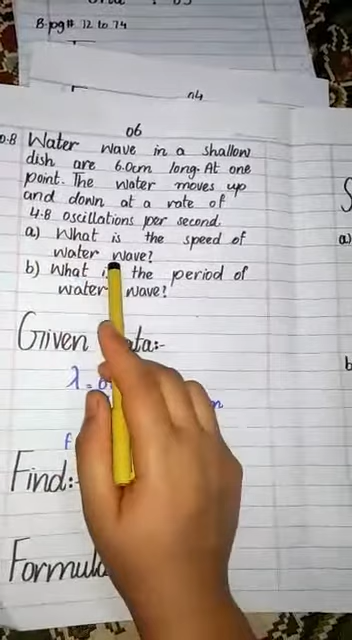 B.pg# 72 to 74
04
06
Q.8 Water wave in a shallow
dish are 6.0cm long. At one
point. The water moves up
and down at a rate of
4.8 oscillations per second.
a) What is the speed of
water wave?
b) What is the period of
water wave?
Given
λ =
f
Find:-
Formula
a)
b